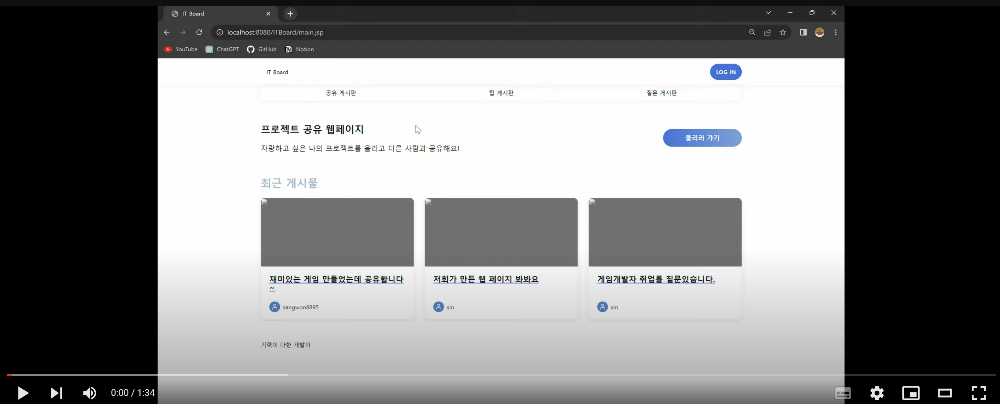 IT Board
localhost:8080/ITBoard/main.jsp
YouTube ChatGPT GitHub Notion
IT Board LOG IN
공유 게시판 팁 게시판 질문 게시판
프로젝트 공유 웹페이지
올리러 가기
자랑하고 싶은 나의 프로젝트를 올리고 다른 사람과 공유해요!
최근 게시물
재미있는 게임 만들었는데 공유합니다
~
sangwon8895
저희가 만든 웹 페이지 봐봐요
sin
게임개발자 취업률 질문있습니다.
sin
기력이 다한 개발자
0:00 / 1:34